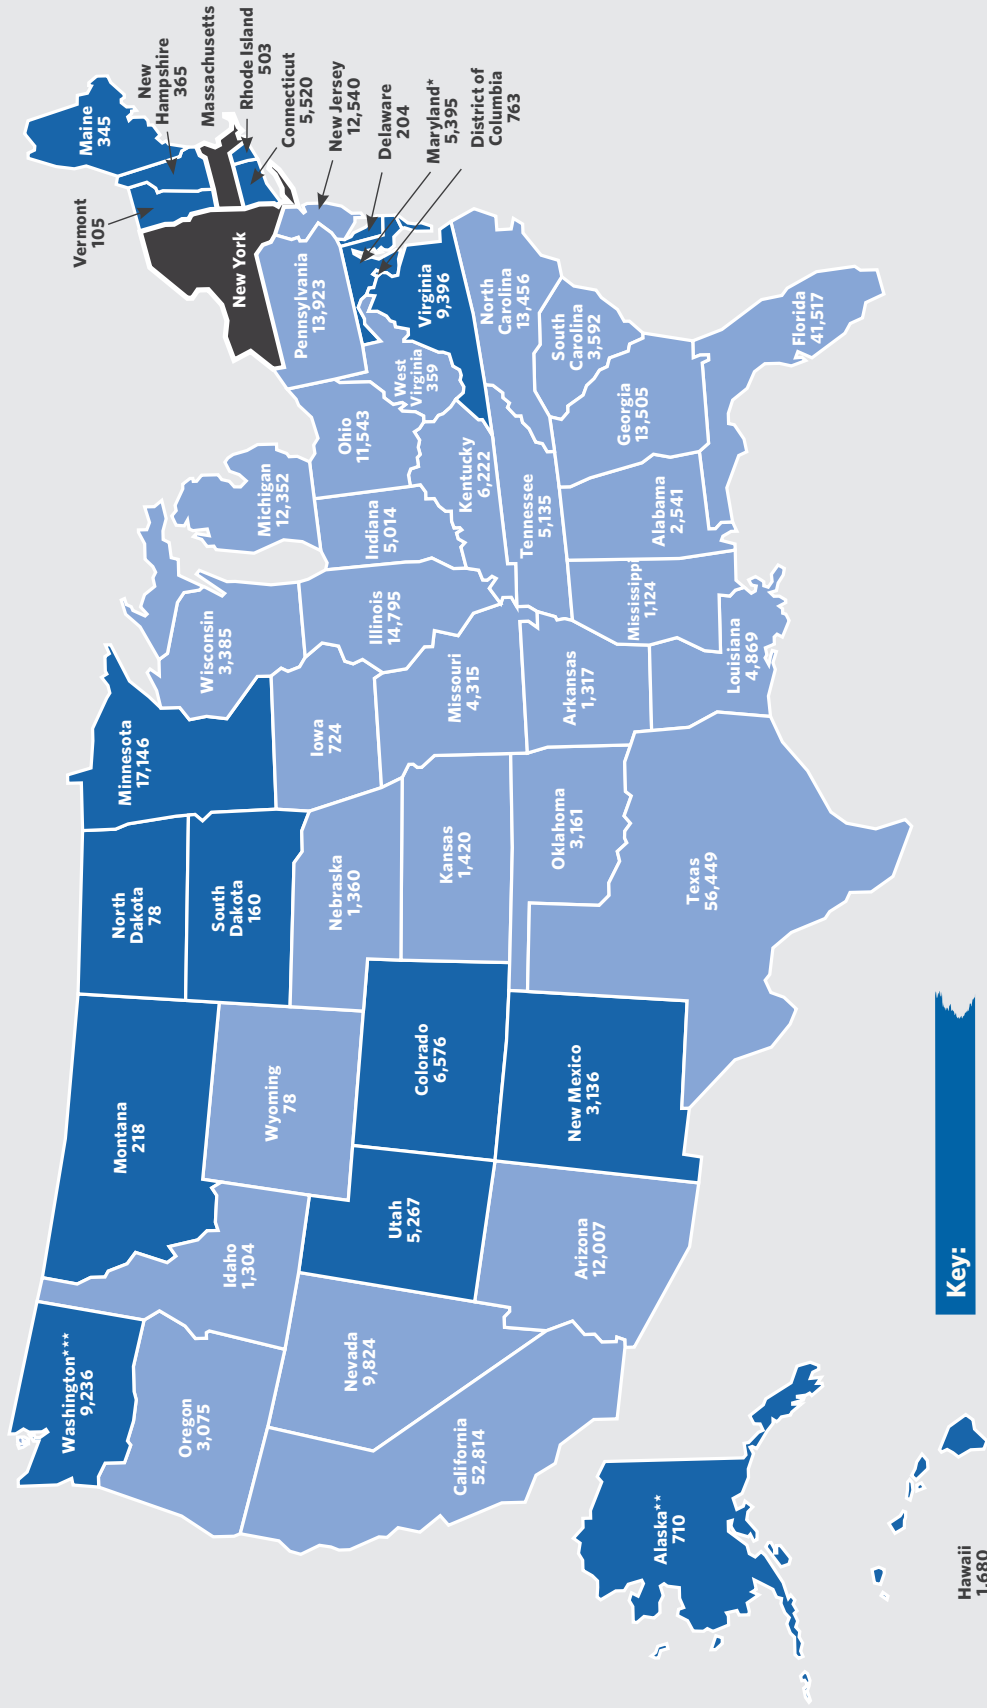 Washington***
9,236
Oregon
3,075
California
52,814
Nevada
9,824
Idaho
1,304
Montana
218
Wyoming
78
Utah
5,267
Arizona
12,007
Colorado
6,576
New Mexico
3,136
North
Dakota
78
South
Dakota
160
Nebraska
1,360
Kansas
1,420
Oklahoma
3,161
Texas
56,449
Minnesota
17,146
Iowa
724
Missouri
4,315
Arkansas
1,317
Louisiana
4,869
Wisconsin
3,385
Illinois
14,795
Mississippi
1,124
Michigan
12,352
Indiana
5,014
Kentucky
6,222
Tennessee
5,135
Alabama
2,541
Ohio
11,543
West
Virginia
359
Georgia
13,505
Florida
41,517
South
Carolina
3,592
North
Carolina
13,456
Virginia
9,396
Pennsylvania
13,923
New York
Vermont
105
Maine
345
New
Hampshire
365
Massachusetts
Rhode Island
503
Connecticut
5,520
New Jersey
12,540
Delaware
204
Maryland*
5,395
District of
Columbia
763
Alaska**
710
Hawaii
1,680
Key: